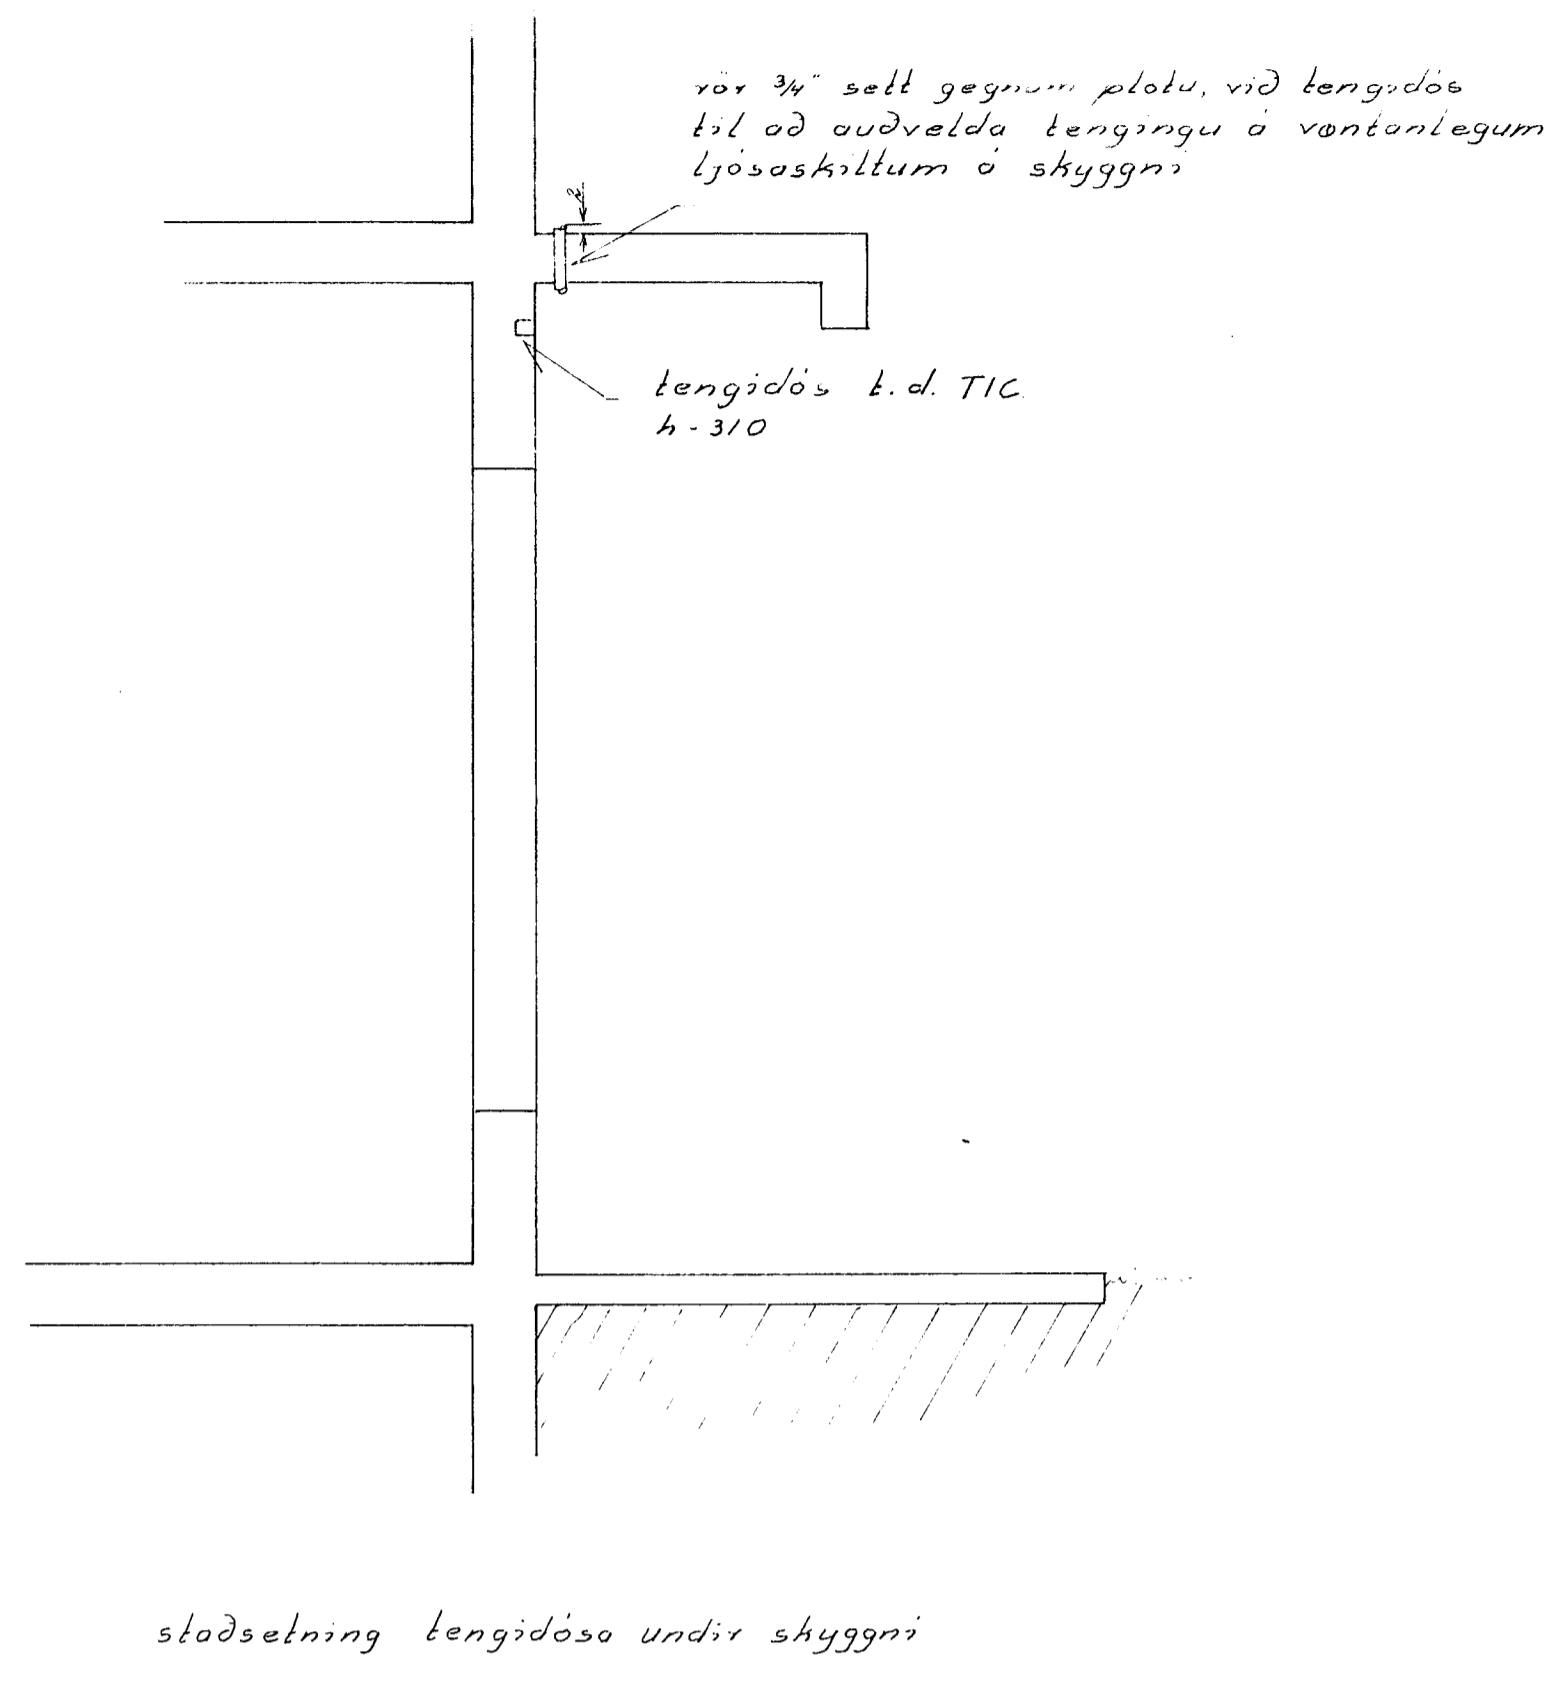 rör 3/4" sett gegnum plötu, við tengidós
til að auðvelda tengingu á væntanlegum
ljósaskiltum á skyggni
2
tengidós t.d. TIC
h - 310
staðsetning tengidósa undir skyggni